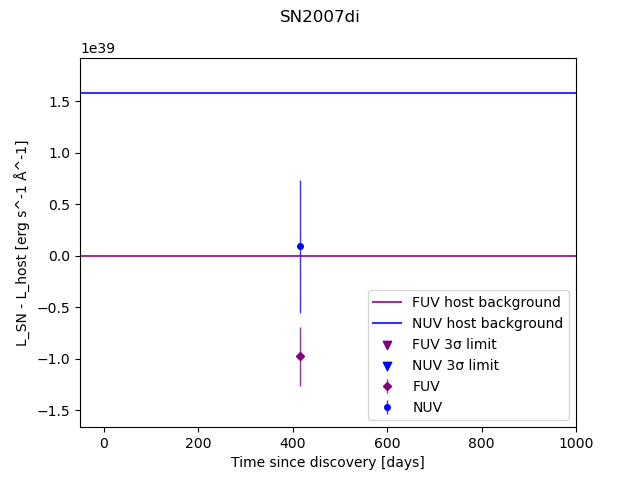 SN2007di
1e39
L_SN - L_host [erg s^-1 Å^-1]
1.5
1.0
0.5
0.0
−0.5
−1.0
−1.5
FUV host background
NUV host background
FUV 3σ limit
NUV 3σ limit
FUV
NUV
0 200 400 600 800 1000
Time since discovery [days]